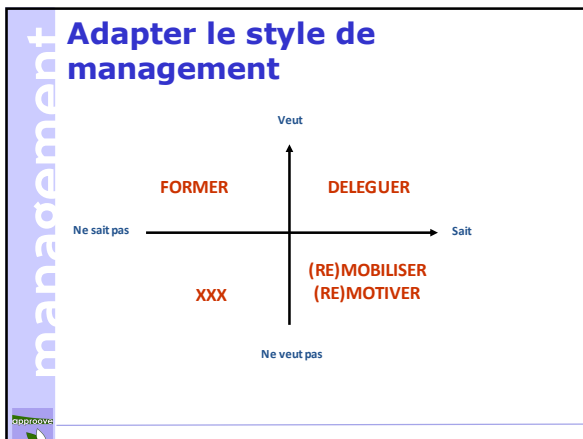 management
Adapter le style de
management
Veut
FORMER
DELEGUER
Ne sait pas
Sait
XXX
(RE)MOBILISER
(RE)MOTIVER
Ne veut pas
approove